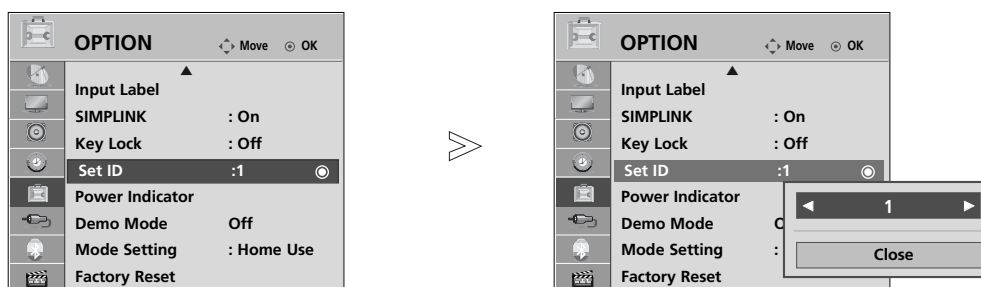 OPTION Move OK
Input Label
SIMPLINK : On
Key Lock : Off
Set ID :1
Power Indicator
Demo Mode Off
Mode Setting : Home Use
Factory Reset
OPTION Move OK
Input Label
SIMPLINK : On
Key Lock : Off
Set ID :1
Power Indicator
Demo Mode
Mode Setting :
Factory Reset
1
Close